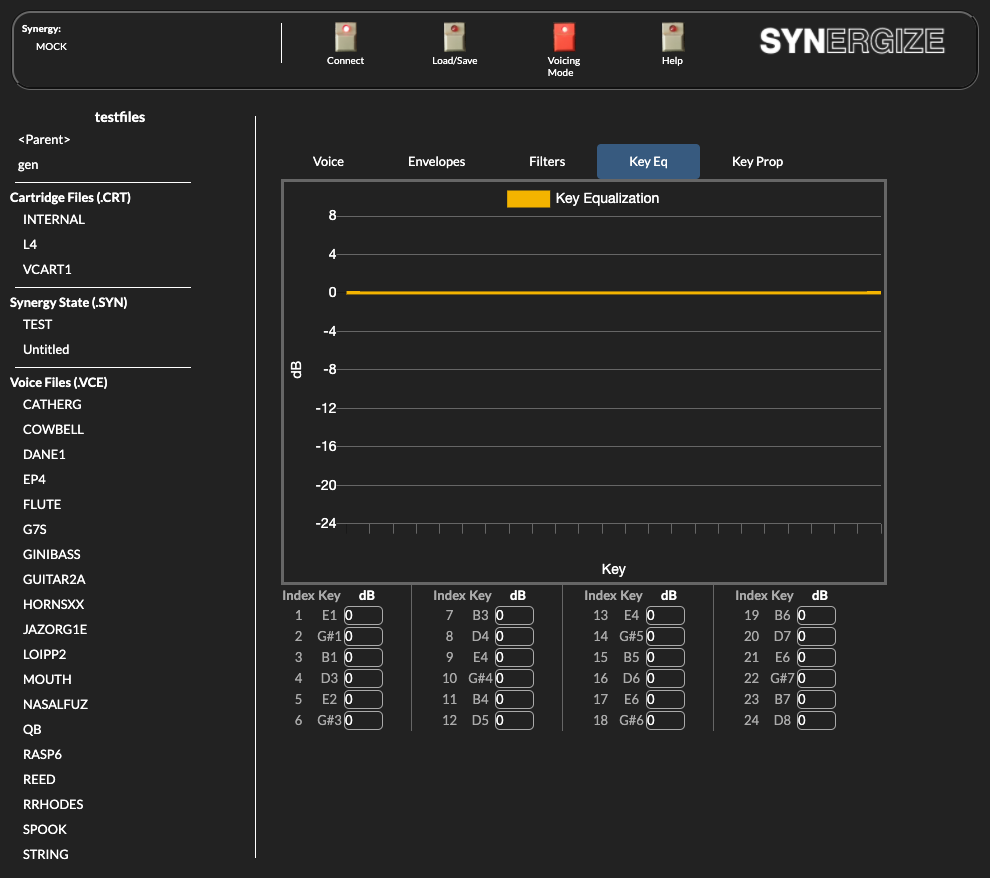 Synergy:
MOCK
Connect
Load/Save
Voicing
Mode
Help
SYNERGIZE
testfiles
<Parent>
gen
Cartridge Files (.CRT)
INTERNAL
L4
VCART1
Synergy State (.SYN)
TEST
Untitled
Voice Files (.VCE)
CATHERG
COWBELL
DANE1
EP4
FLUTE
G7S
GINIBASS
GUITAR2A
HORNSXX
JAZORG1E
LOIPP2
MOUTH
NASALFUZ
QB
RASP6
REED
RRHODES
SPOOK
STRING
Voice Envelopes Filters Key Eq Key Prop
Key Equalization
8
4
0
-4
dB
-8
-12
-16
-20
-24
Key
Index Key dB Index Key dB Index Key dB Index Key dB
1 E1 0 7 B3 0 13 E4 0 19 B6 0
2 G#1 0 8 D4 0 14 G#5 0 20 D7 0
3 B1 0 9 E4 0 15 B5 0 21 E6 0
4 D3 0 10 G#4 0 16 D6 0 22 G#7 0
5 E2 0 11 B4 0 17 E6 0 23 B7 0
6 G#3 0 12 D5 0 18 G#6 0 24 D8 0